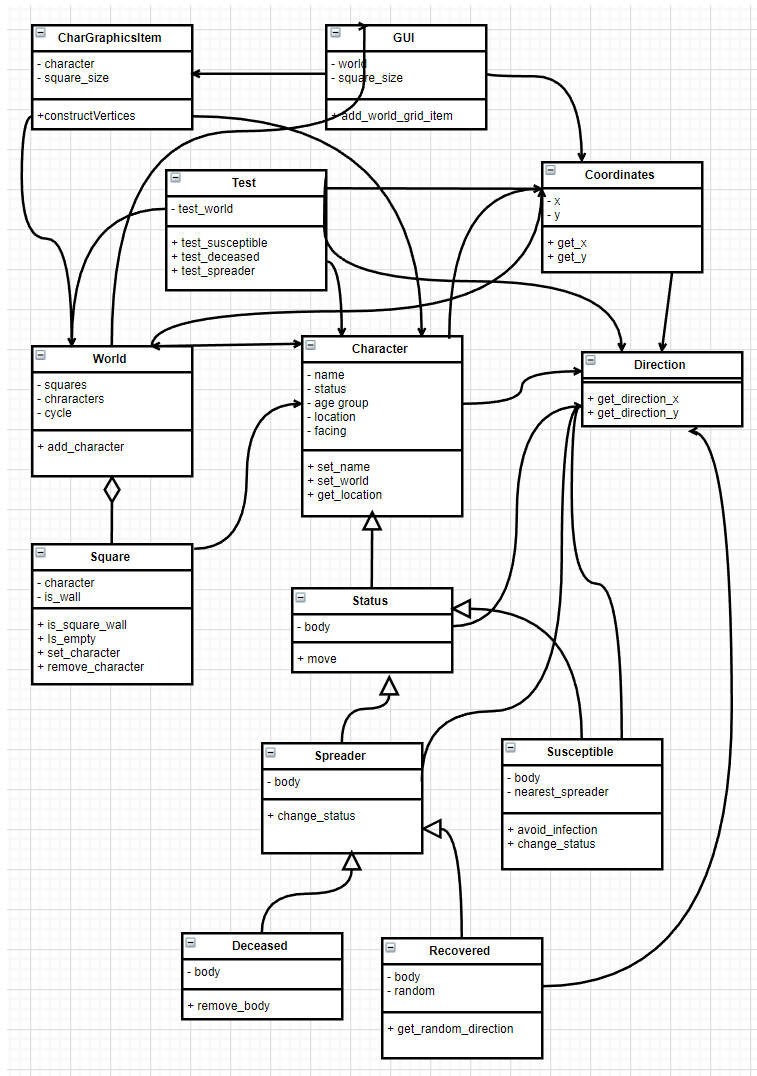 CharGraphicsItem
- character
- square_size
+constructVertices
GUI
- world
- square_size
+ add_world_grid_item
Test
- test_world
+ test_susceptible
+ test_deceased
+ test_spreader
Coordinates
- x
- y
+ get_x
+ get_y
World
- squares
- chraracters
- cycle
+ add_character
Character
- name
- status
- age group
- location
- facing
+ set_name
+ set_world
+ get_location
Direction
+ get_direction_x
+ get_direction_y
Square
- character
- is_wall
+ is_square_wall
+ Is_empty
+ set_character
+ remove_character
Status
- body
+ move
Spreader
- body
+ change_status
Susceptible
- body
- nearest_spreader
+ avoid_infection
+ change_status
Deceased
- body
+ remove_body
Recovered
- body
- random
+ get_random_direction